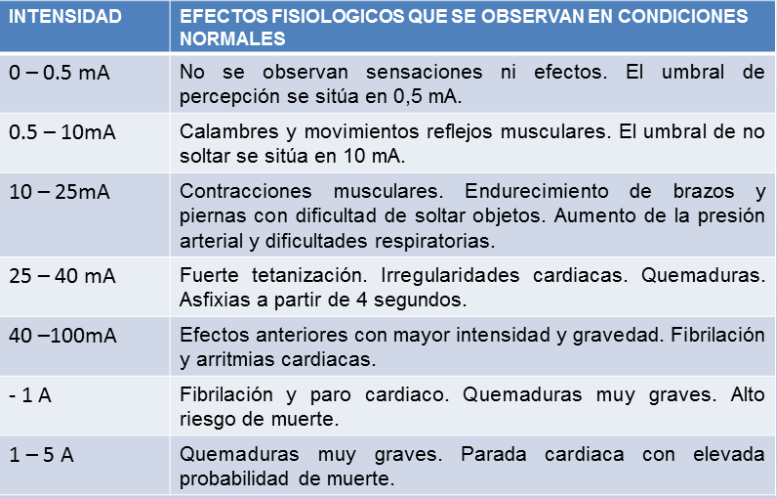 INTENSIDAD
EFECTOS FISIOLOGICOS QUE SE OBSERVAN EN CONDICIONES
NORMALES
0 – 0.5 mA
No se observan sensaciones ni efectos. El umbral de
percepción se sitúa en 0,5 mA.
0.5 – 10mA
Calambres y movimientos reflejos musculares. El umbral de no
soltar se sitúa en 10 mA.
10 – 25mA
Contracciones musculares. Endurecimiento de brazos y
piernas con dificultad de soltar objetos. Aumento de la presión
arterial y dificultades respiratorias.
25 – 40 mA
Fuerte tetanización. Irregularidades cardiacas. Quemaduras.
Asfixias a partir de 4 segundos.
40 –100mA
Efectos anteriores con mayor intensidad y gravedad. Fibrilación
y arritmias cardiacas.
- 1 A
Fibrilación y paro cardiaco. Quemaduras muy graves. Alto
riesgo de muerte.
1 – 5 A
Quemaduras muy graves. Parada cardiaca con elevada
probabilidad de muerte.